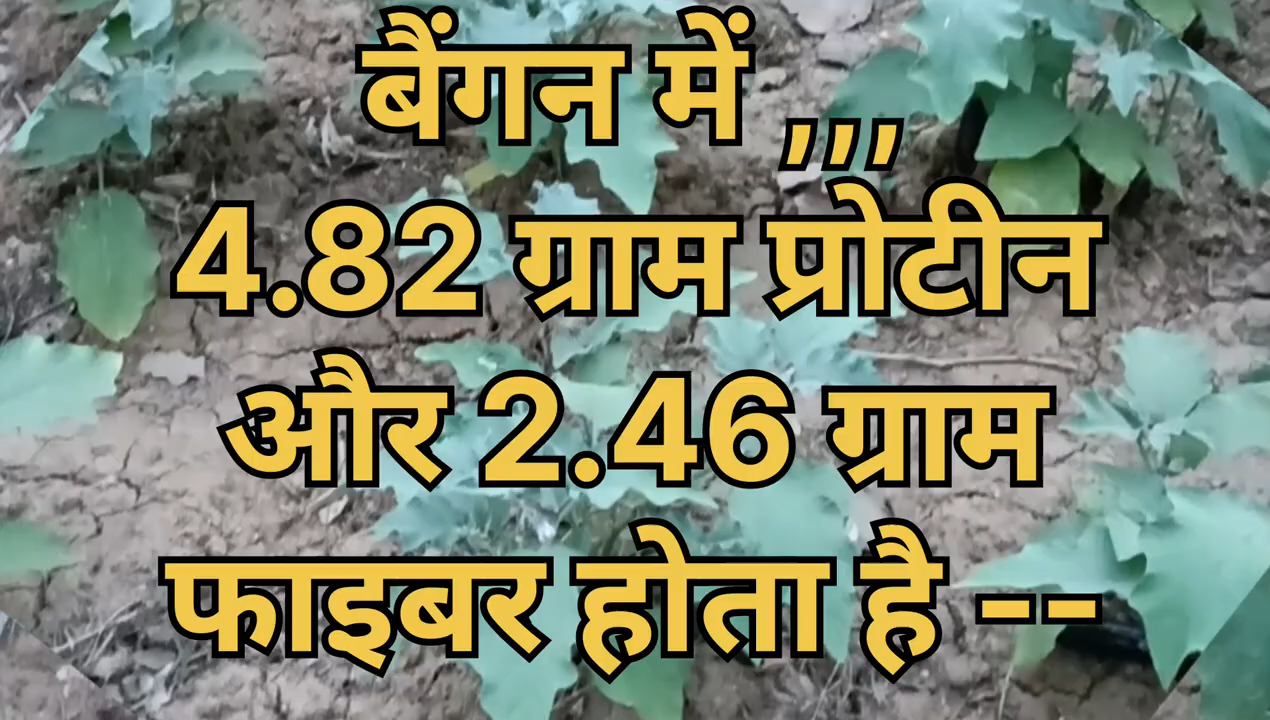 बैंगन में ,,,
4.82 ग्राम प्रोटीन
और 2.46 ग्राम
फाइबर होता है --